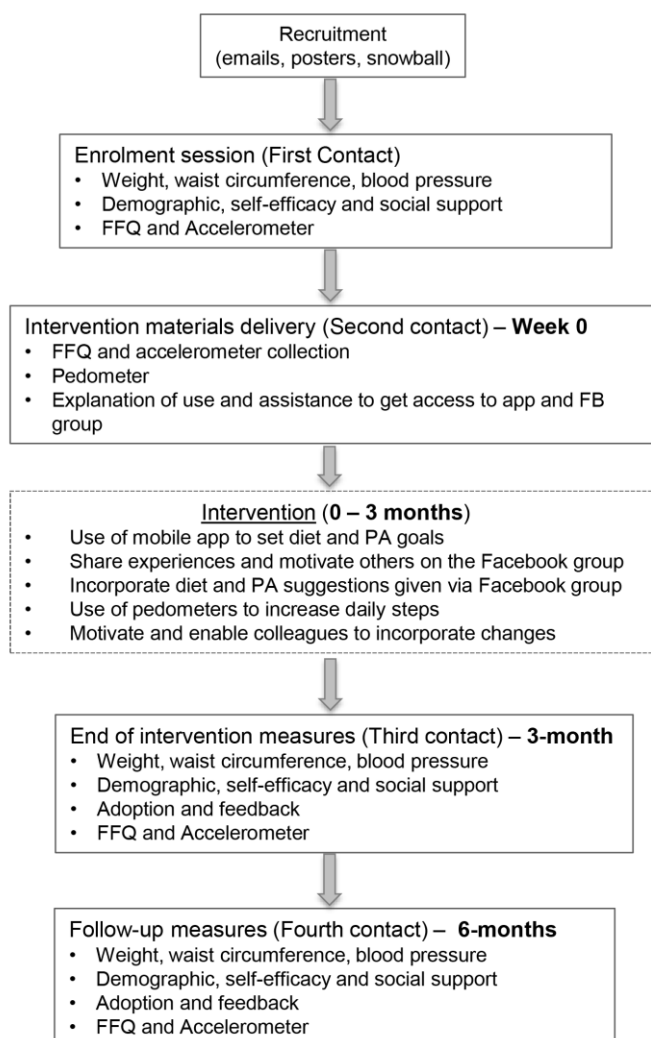 Recruitment
(emails, posters, snowball)
Enrolment session (First Contact)
• Weight, waist circumference, blood pressure
• Demographic, self-efficacy and social support
• FFQ and Accelerometer
Intervention materials delivery (Second contact) – Week 0
• FFQ and accelerometer collection
• Pedometer
• Explanation of use and assistance to get access to app and FB
group
Intervention (0 – 3 months)
• Use of mobile app to set diet and PA goals
• Share experiences and motivate others on the Facebook group
• Incorporate diet and PA suggestions given via Facebook group
• Use of pedometers to increase daily steps
• Motivate and enable colleagues to incorporate changes
End of intervention measures (Third contact) – 3-month
• Weight, waist circumference, blood pressure
• Demographic, self-efficacy and social support
• Adoption and feedback
• FFQ and Accelerometer
Follow-up measures (Fourth contact) – 6-months
• Weight, waist circumference, blood pressure
• Demographic, self-efficacy and social support
• Adoption and feedback
• FFQ and Accelerometer